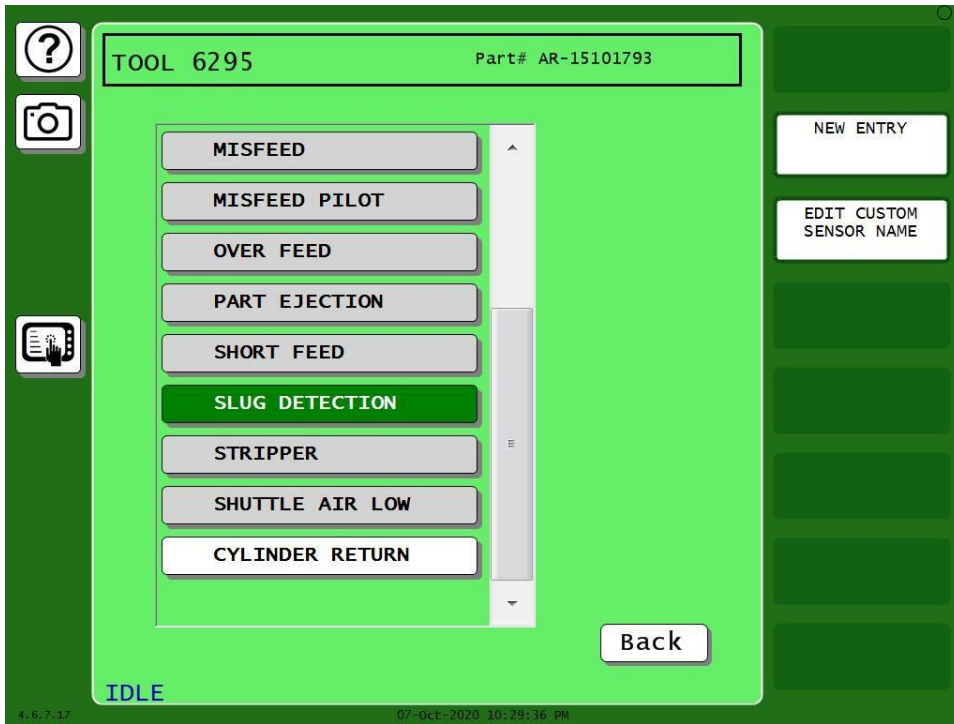 ?
TOOL 6295
Part# AR-15101793
MISFEED
MISFEED PILOT
OVER FEED
PART EJECTION
SHORT FEED
SLUG DETECTION
STRIPPER
SHUTTLE AIR LOW
CYLINDER RETURN
NEW ENTRY
EDIT CUSTOM
SENSOR NAME
Back
IDLE
4.6.7.17
07-Oct-2020 10:29:36 PM